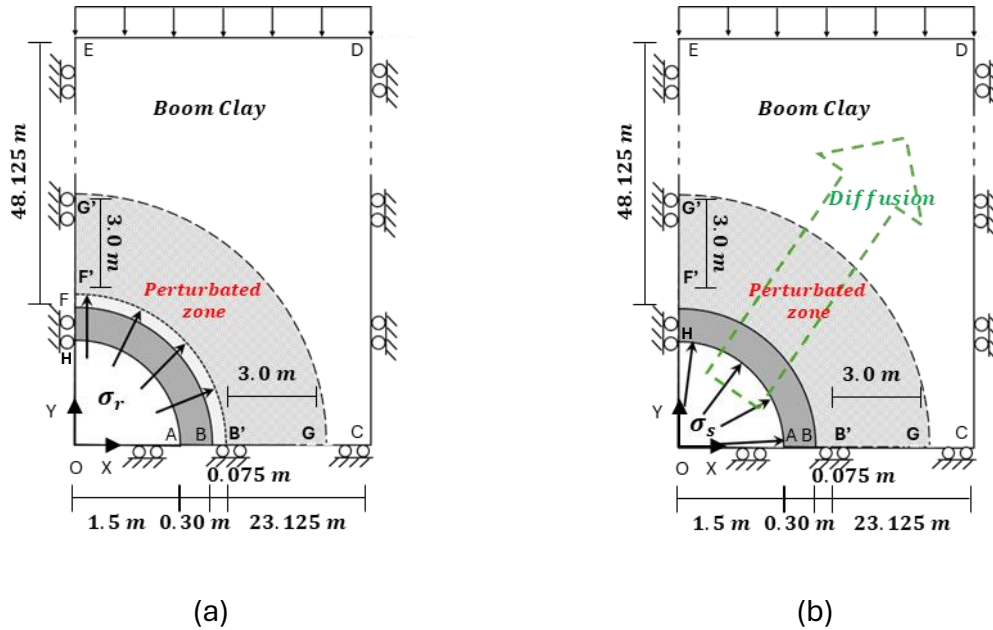 E
D
Boom Clay
48.125 m
G'
3.0 m
F'
F
Perturbated
zone
H
σr
3.0 m
Y
A
B
B'
G
C
O
X
0.075 m
1.5 m
0.30 m
23.125 m
(a)
E
D
Boom Clay
48.125 m
Diffusion
G'
3.0 m
F'
Perturbated
zone
H
3.0 m
σs
Y
A
B
B'
G
C
O
X
0.075 m
1.5 m
0.30 m
23.125 m
(b)